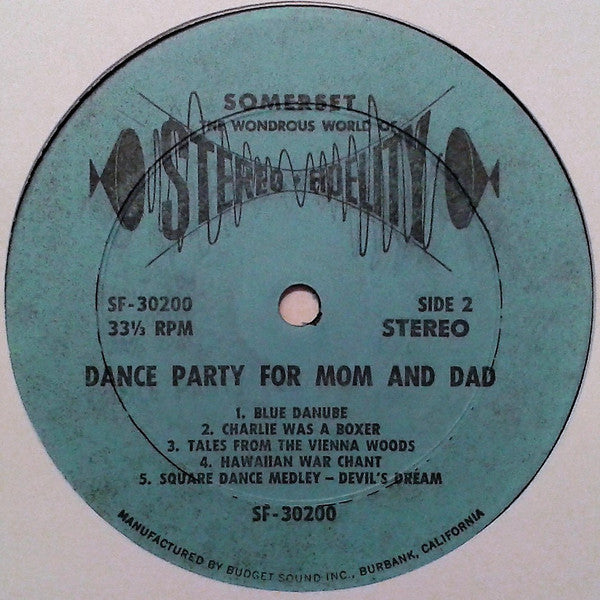 SOMERSET
THE WONDROUS WORLD OF
STEREO-FIDELITY
SF-30200
SIDE 2
33⅓ RPM
STEREO
DANCE PARTY FOR MOM AND DAD
1. BLUE DANUBE
2. CHARLIE WAS A BOXER
3. TALES FROM THE VIENNA WOODS
4. HAWAIIAN WAR CHANT
5. SQUARE DANCE MEDLEY – DEVIL'S DREAM
SF-30200
MANUFACTURED BY BUDGET SOUND INC., BURBANK, CALIFORNIA